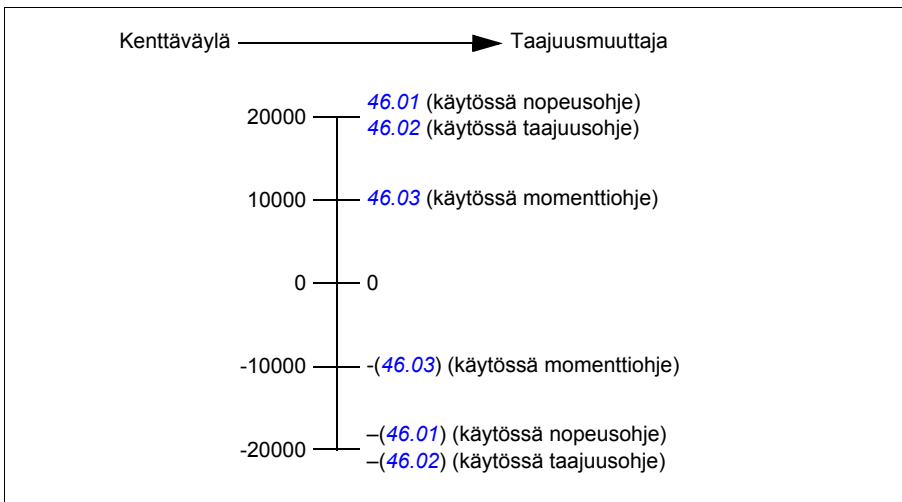 Kenttäväylä Taajuusmuuttaja
46.01 (käytössä nopeusohje)
20000
46.02 (käytössä taajuusohje)
10000 46.03 (käytössä momenttiohje)
0 0
-10000 -(46.03) (käytössä momenttiohje)
–(46.01) (käytössä nopeusohje)
-20000
–(46.02) (käytössä taajuusohje)